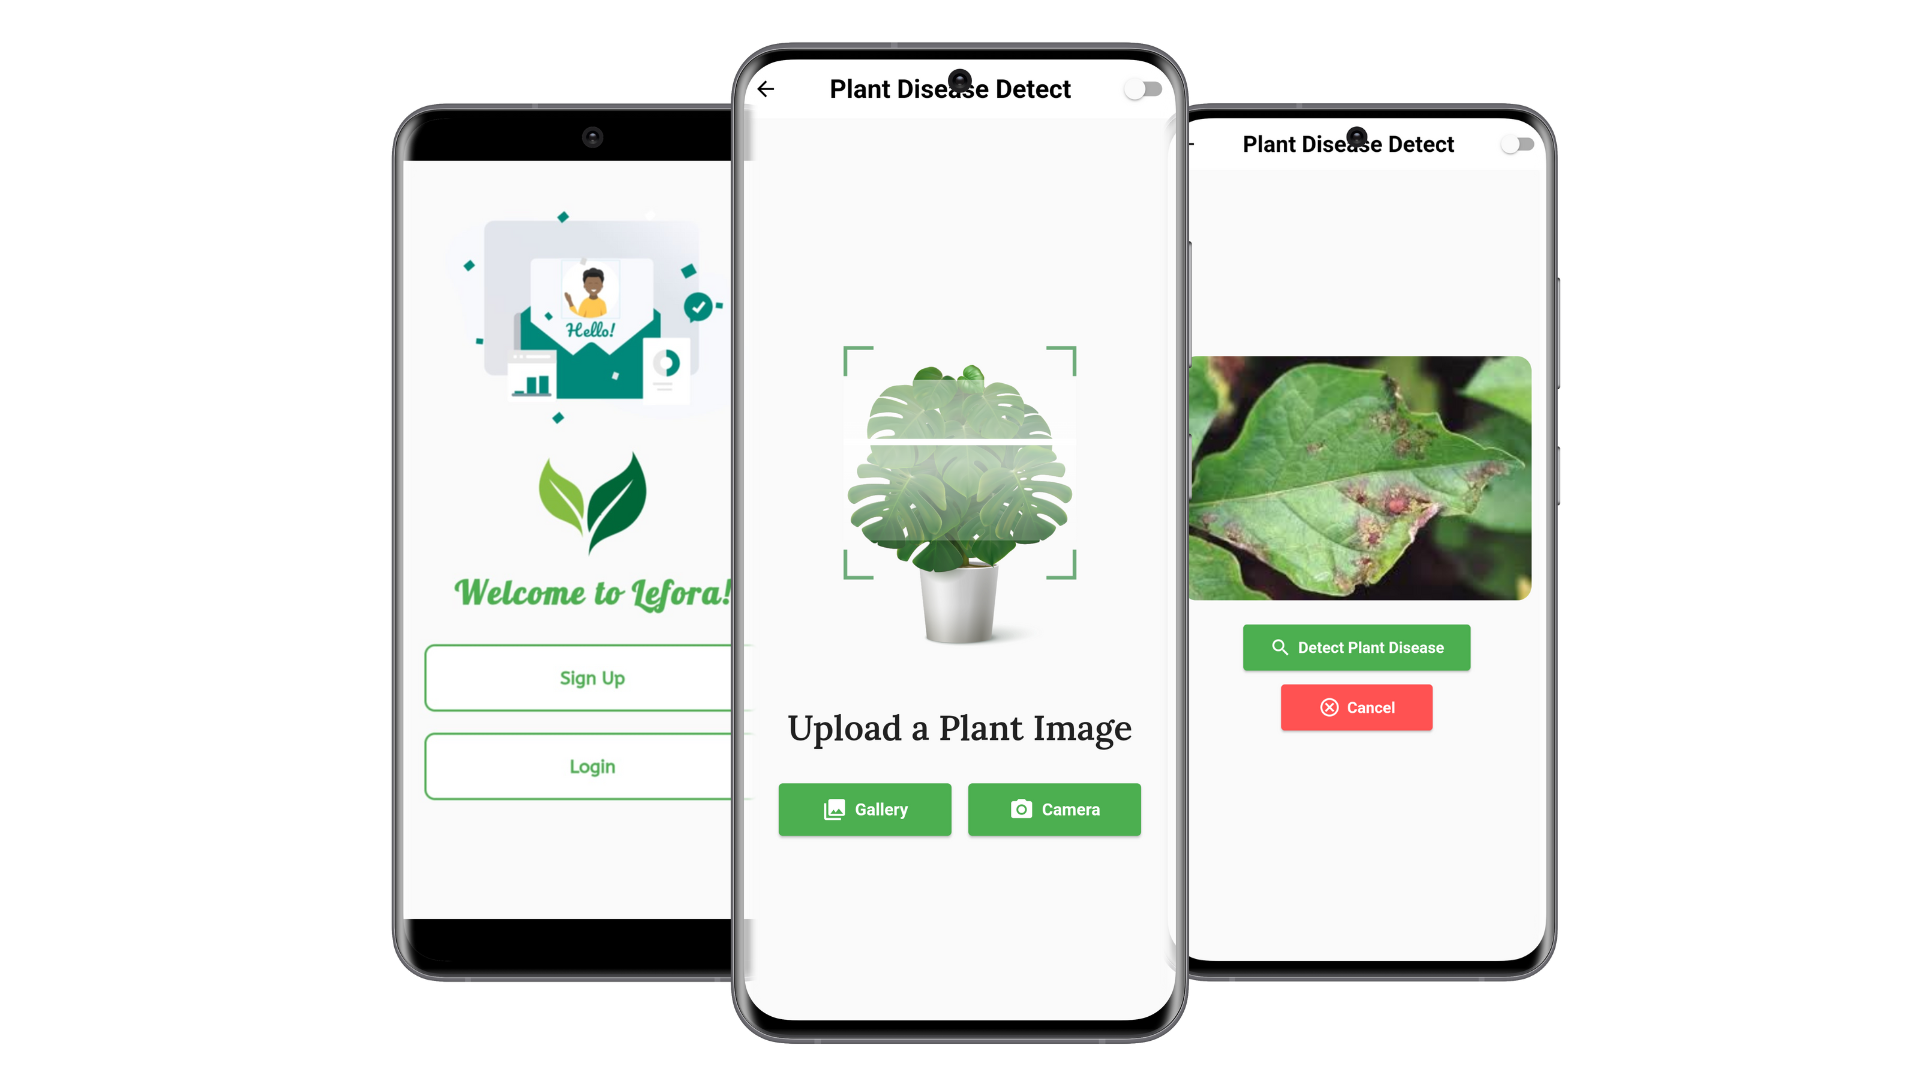 Hello!
Welcome to Lefora!
Sign Up
Login
Plant Disease Detect
Upload a Plant Image
Gallery
Camera
Plant Disease Detect
Detect Plant Disease
Cancel